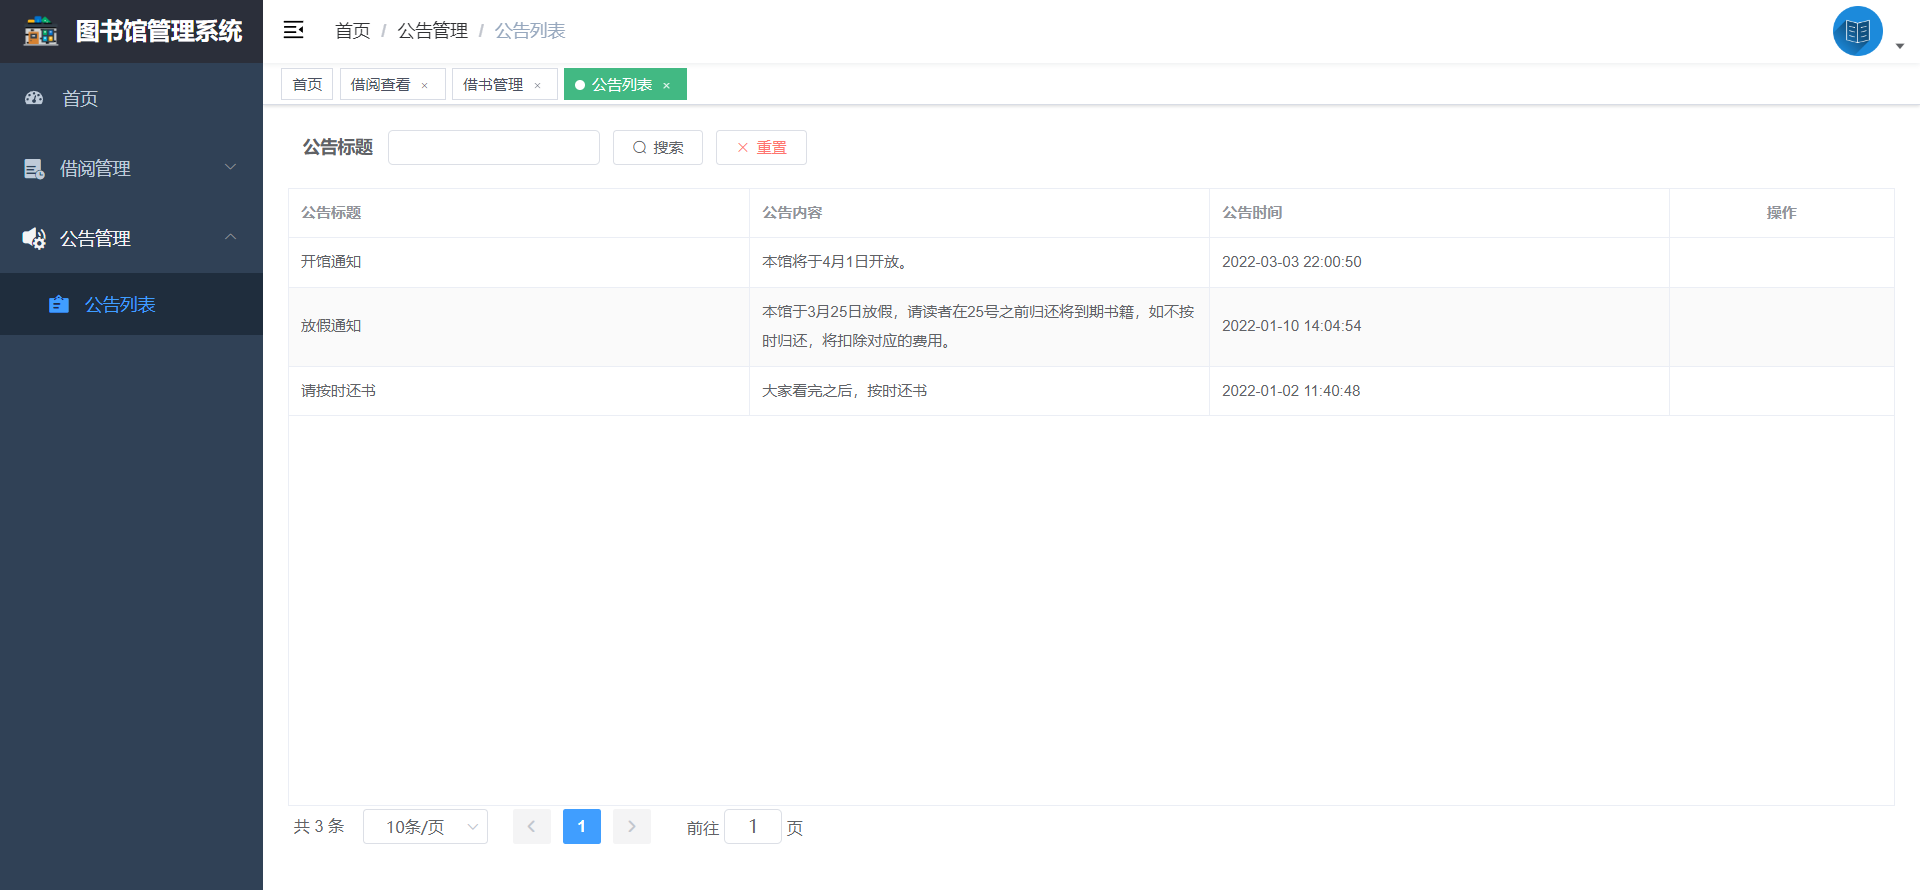 图书馆管理系统
首页 / 公告管理 / 公告列表
首页
借阅管理
公告管理
公告列表
首页 借阅查看 × 借书管理 × 公告列表 ×
公告标题 搜索 重置
公告标题 公告内容 公告时间 操作
开馆通知 本馆将于4月1日开放。 2022-03-03 22:00:50
放假通知 本馆于3月25日放假，请读者在25号之前归还将到期书籍，如不按
时归还，将扣除对应的费用。 2022-01-10 14:04:54
请按时还书 大家看完之后，按时还书 2022-01-02 11:40:48
共 3 条 10条/页 1 前往 1 页